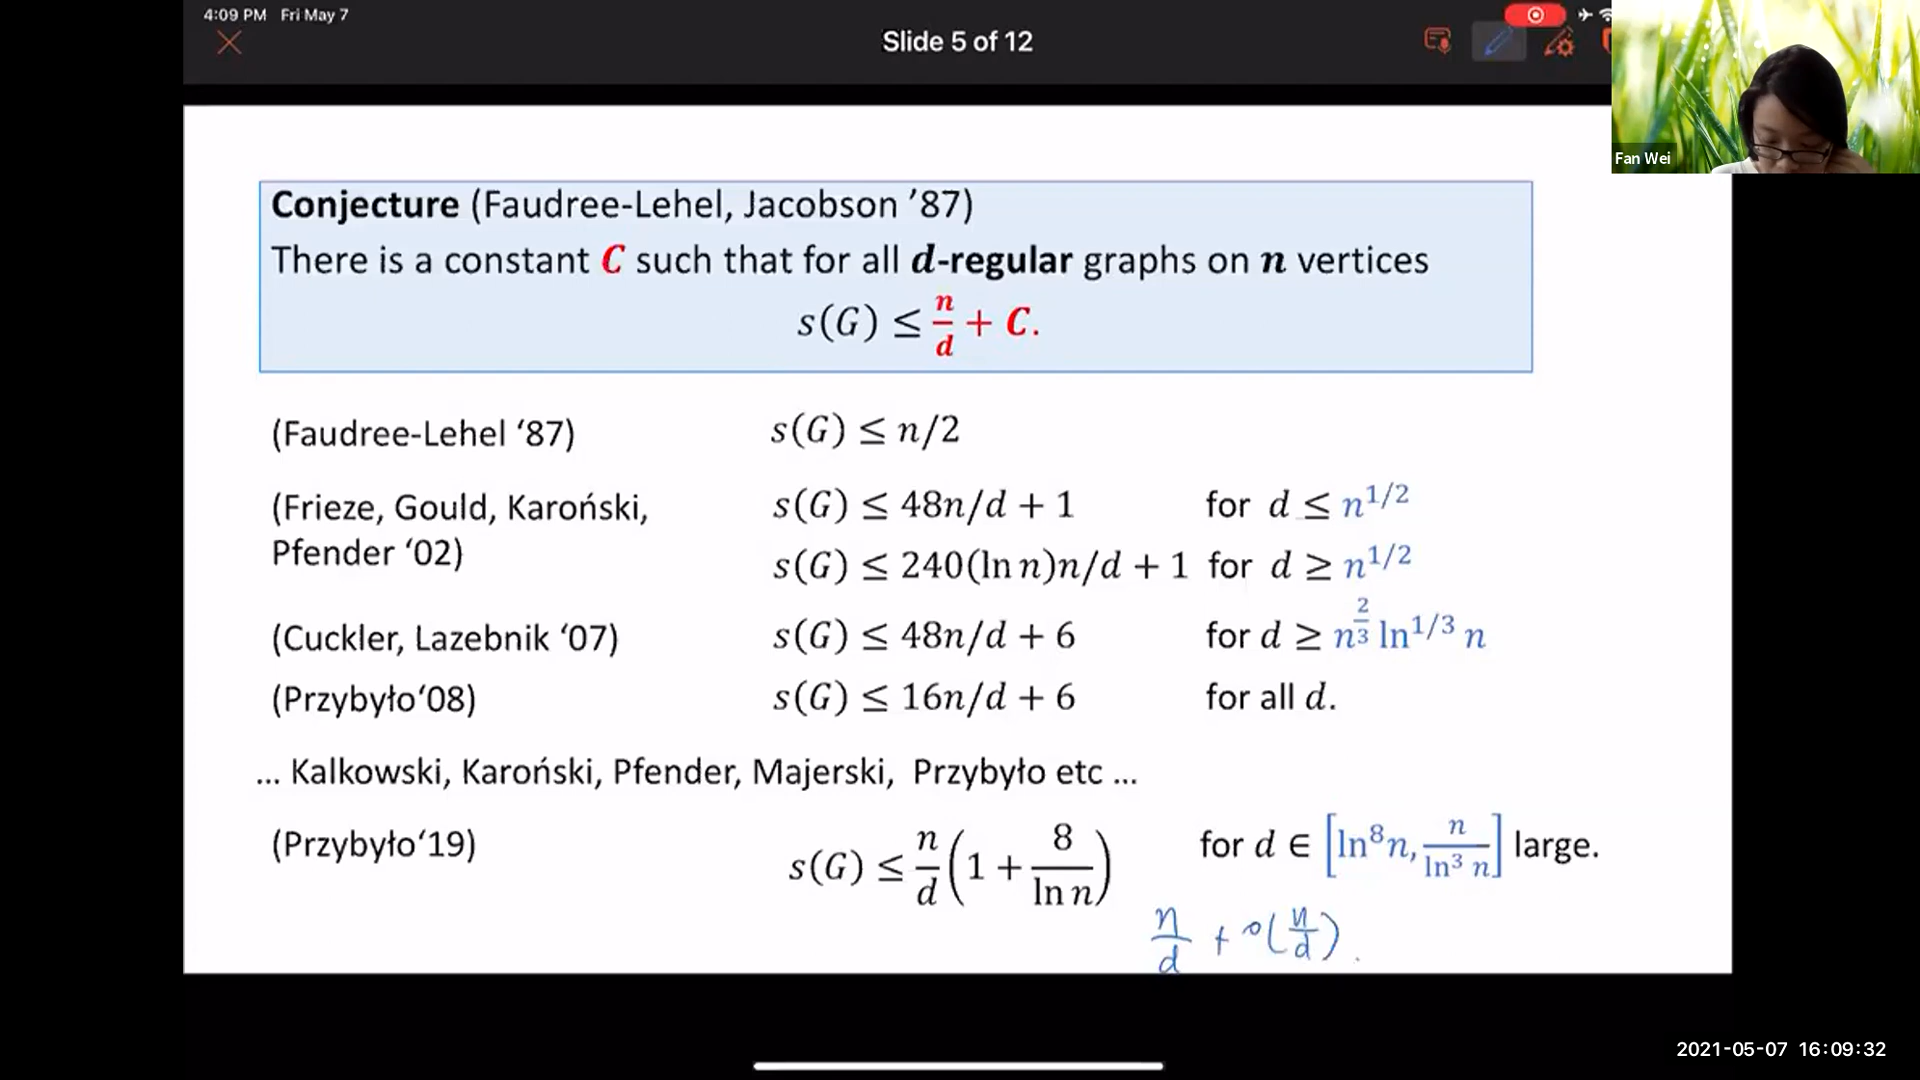 4:09 PM Fri May 7
Slide 5 of 12
Fan Wei
Conjecture (Faudree-Lehel, Jacobson ’87)
There is a constant C such that for all d-regular graphs on n vertices
s(G) ≤ n/d + C.
(Faudree-Lehel ‘87) s(G) ≤ n/2
(Frieze, Gould, Karoński, s(G) ≤ 48n/d + 1 for d ≤ n^{1/2}
Pfender ‘02) s(G) ≤ 240(ln n)n/d + 1 for d ≥ n^{1/2}
(Cuckler, Lazebnik ‘07) s(G) ≤ 48n/d + 6 for d ≥ n^{2/3} ln^{1/3} n
(Przybyło‘08) s(G) ≤ 16n/d + 6 for all d.
... Kalkowski, Karoński, Pfender, Majerski, Przybyło etc ...
(Przybyło‘19) s(G) ≤ n/d (1 + 8/ln n) for d ∈ [ln^8 n, n/ln^3 n] large.
n/d + o(n/d).
2021-05-07 16:09:32